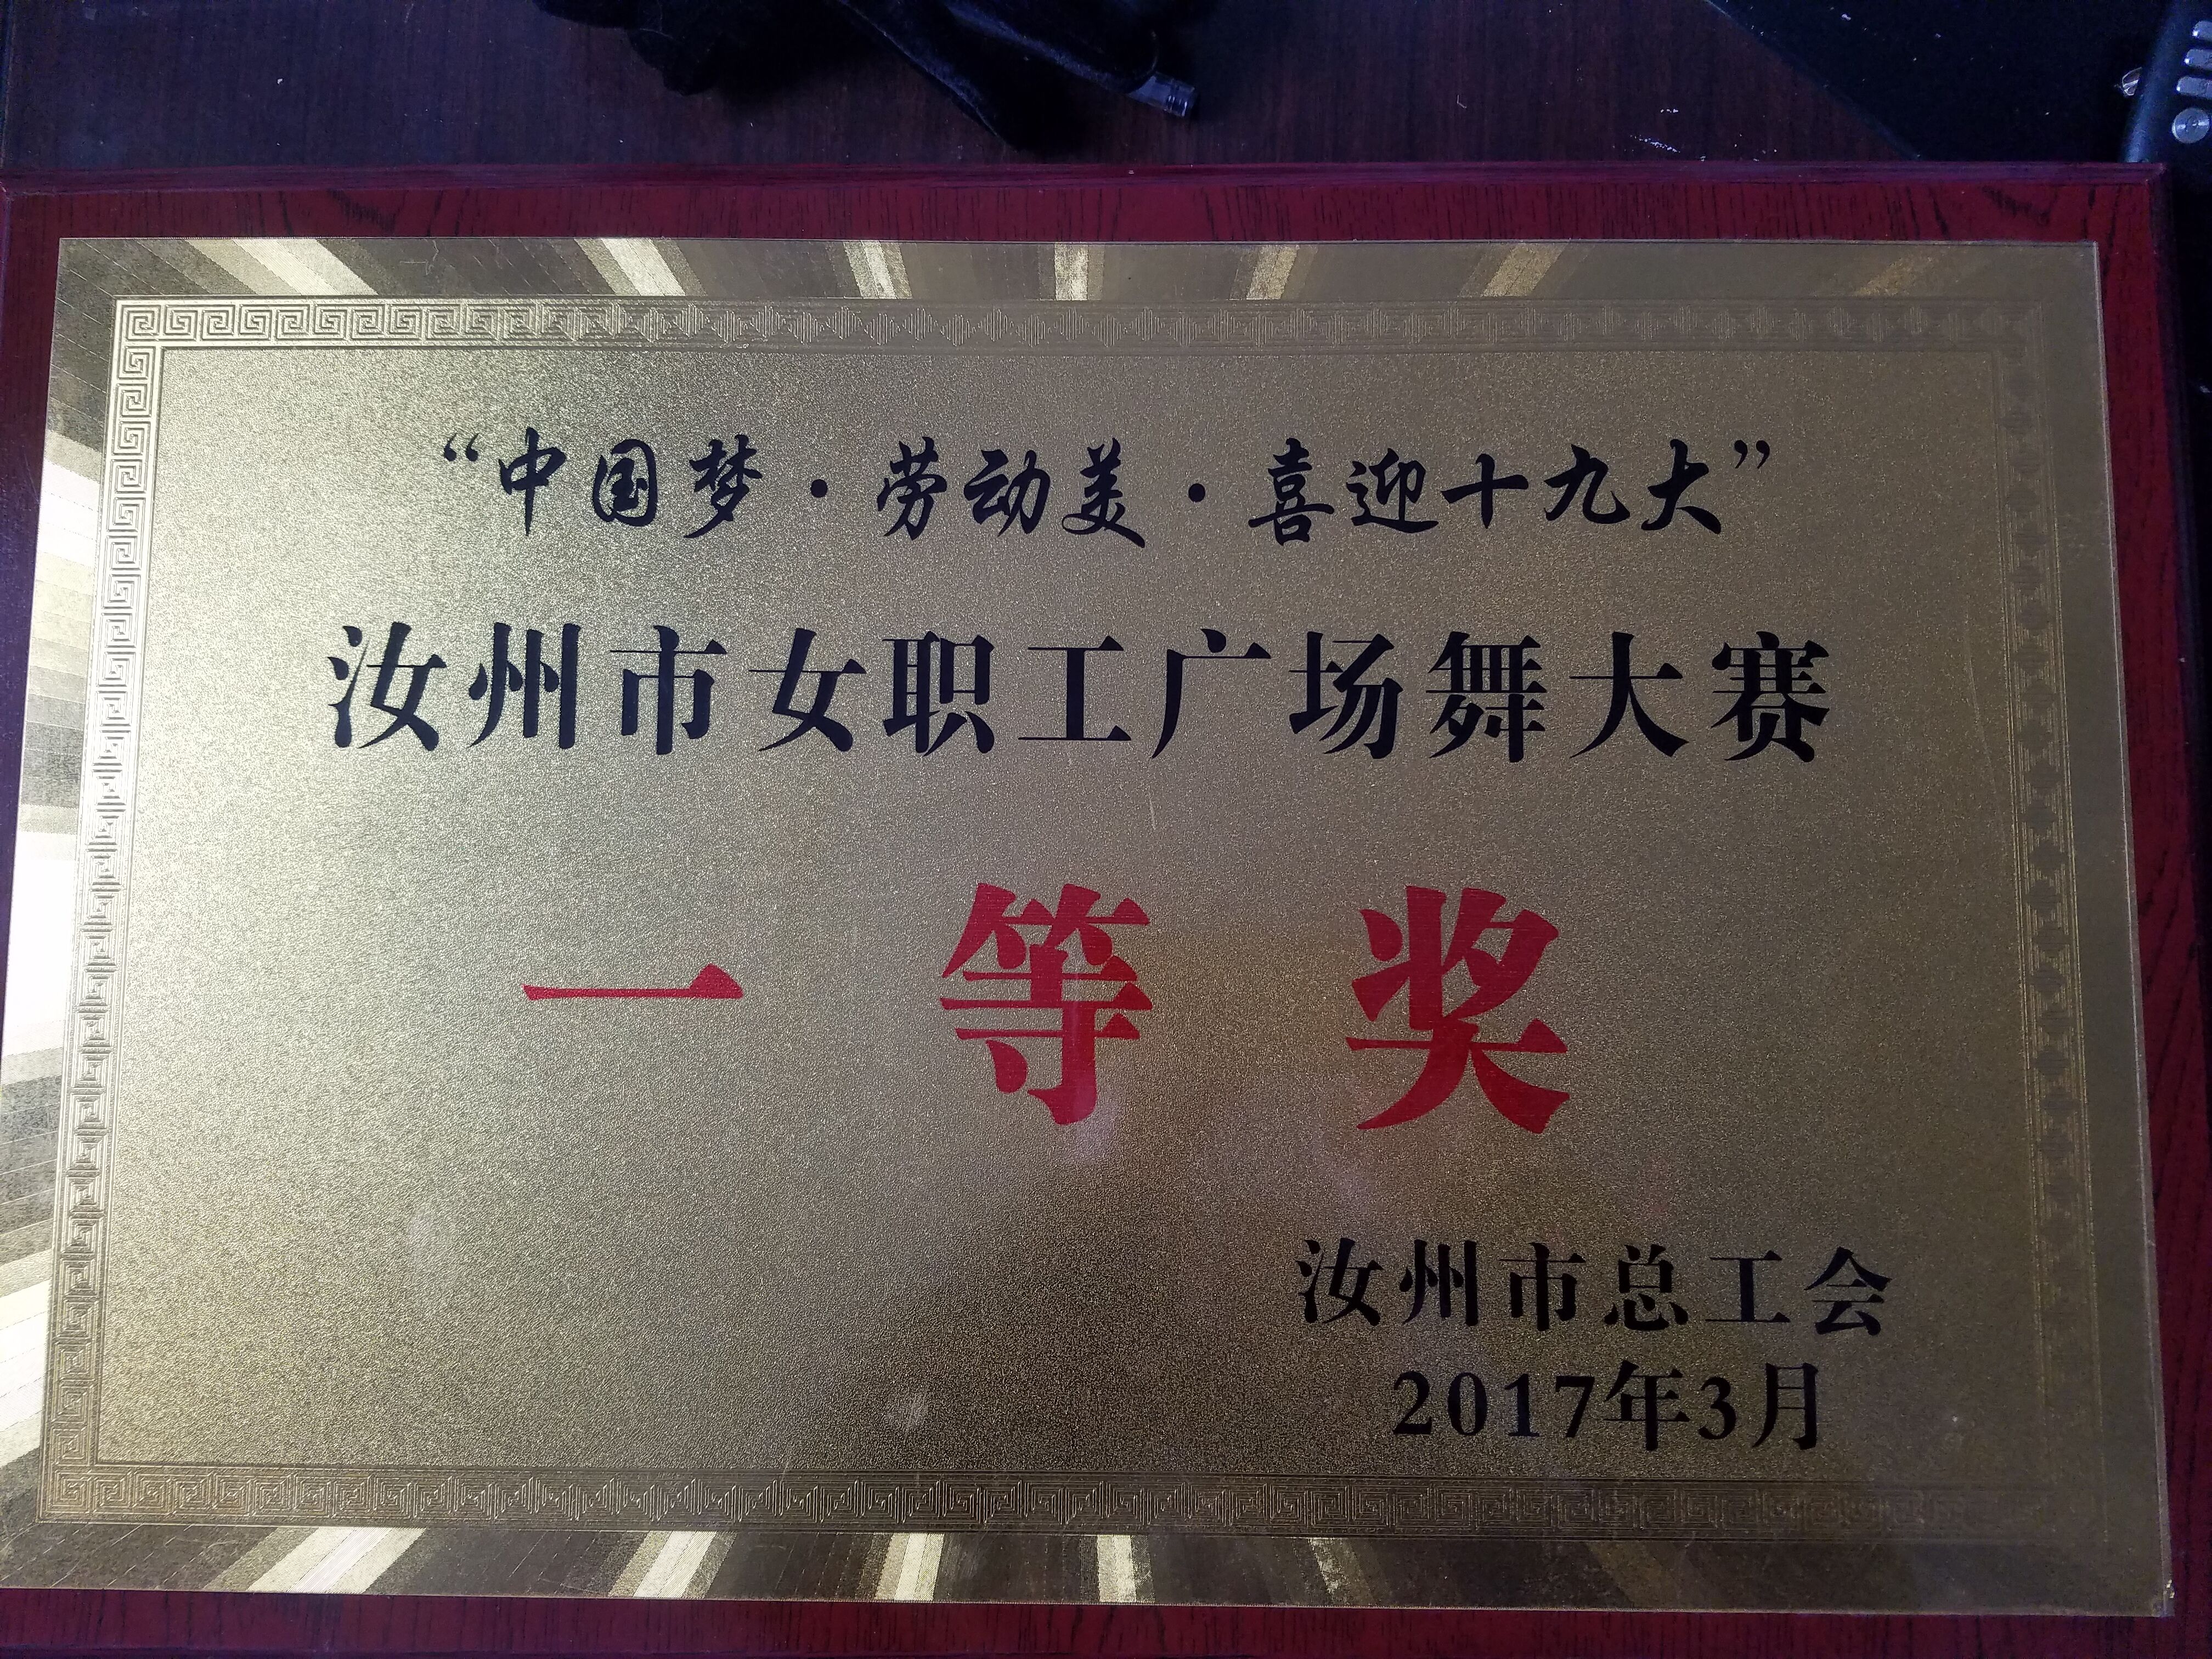 “中国梦·劳动美·喜迎十九大”
汝州市女职工广场舞大赛
一等奖
汝州市总工会
2017年3月